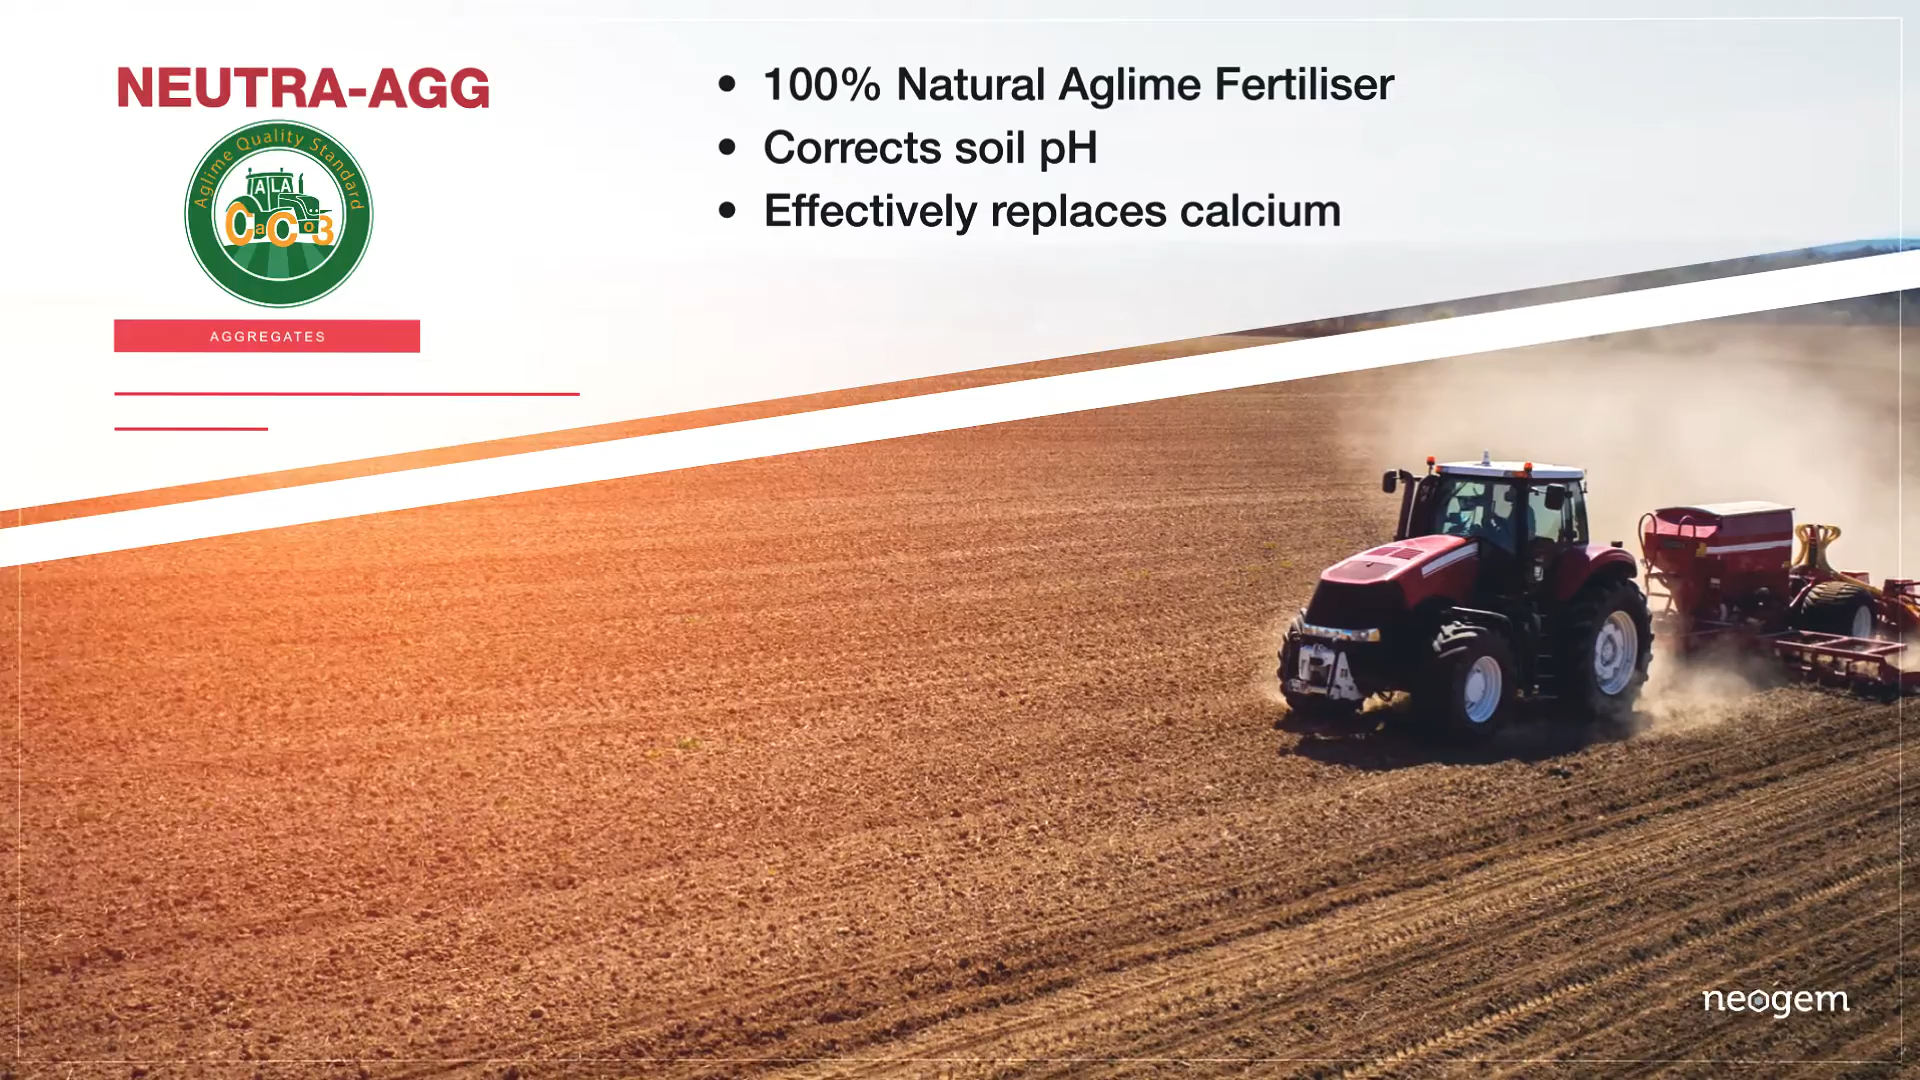 NEUTRA-AGG
Aglime Quality Standard
ALA
CaCo3
AGGREGATES
• 100% Natural Aglime Fertiliser
• Corrects soil pH
• Effectively replaces calcium
neogem